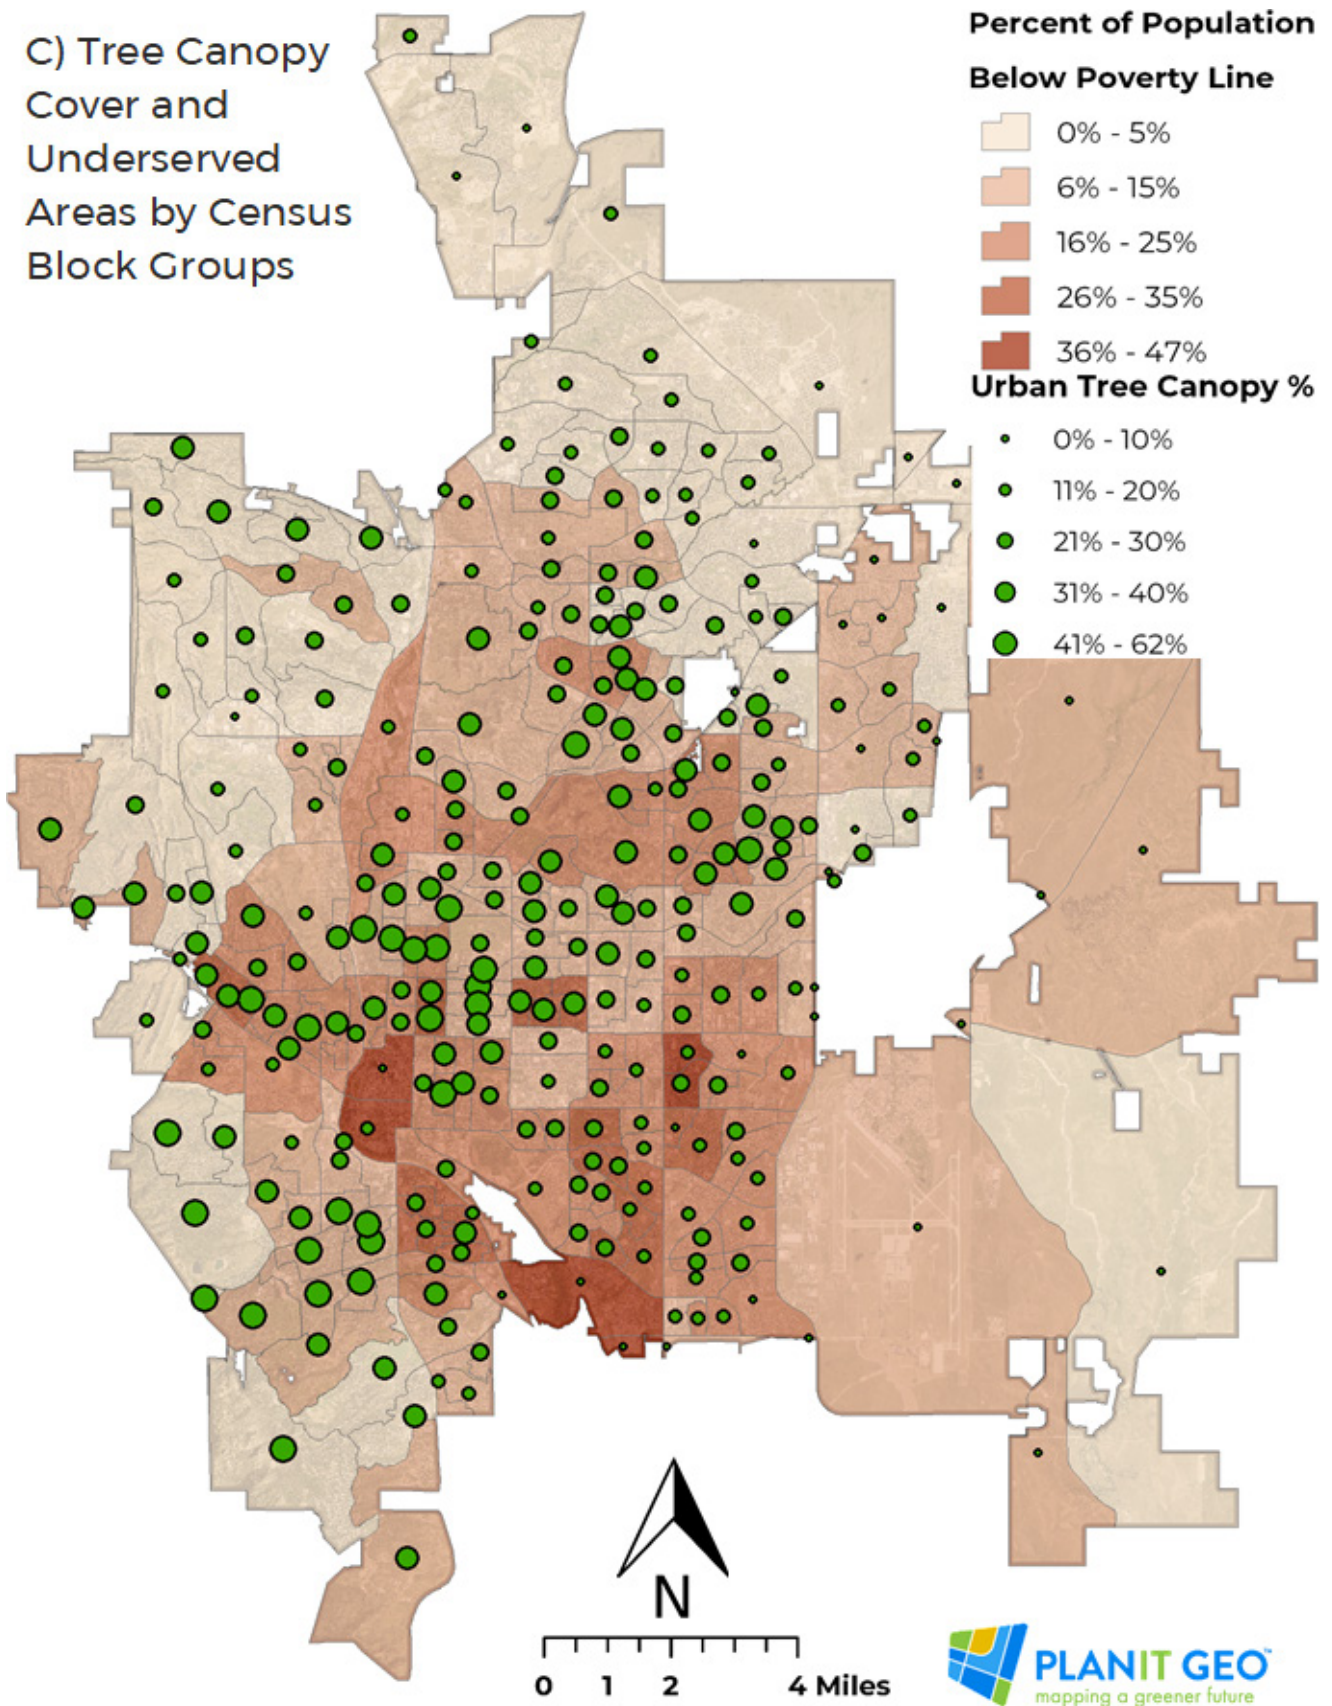 C) Tree Canopy
Cover and
Underserved
Areas by Census
Block Groups
Percent of Population
Below Poverty Line
0% - 5%
6% - 15%
16% - 25%
26% - 35%
36% - 47%
Urban Tree Canopy %
0% - 10%
11% - 20%
21% - 30%
31% - 40%
41% - 62%
N
0 1 2 4 Miles
PLANIT GEO™
mapping a greener future